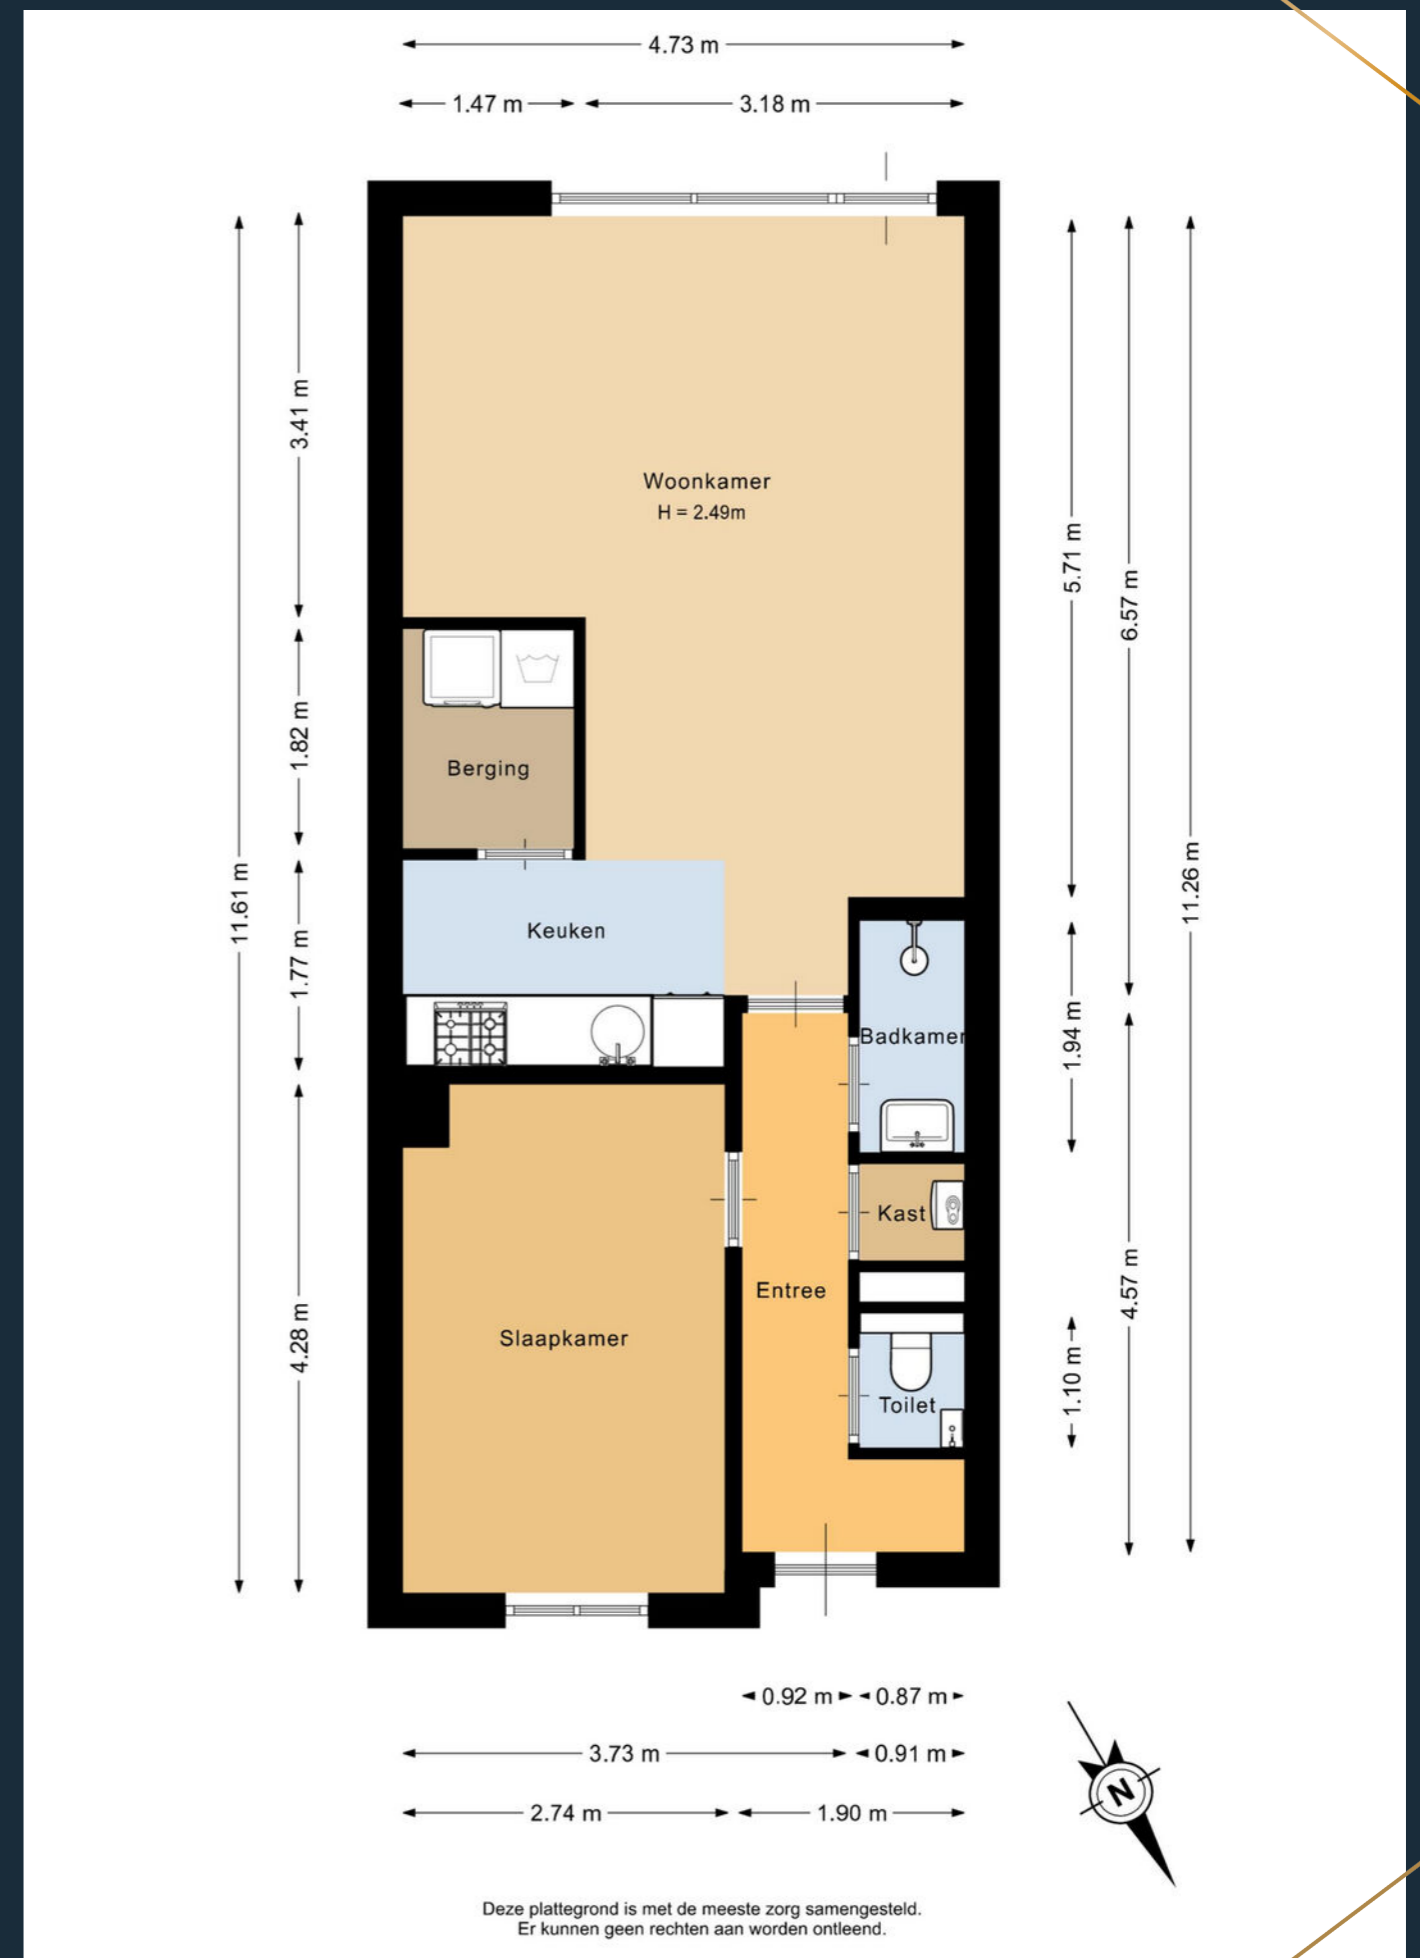 4.73 m
1.47 m
3.18 m
Woonkamer
H = 2.49m
3.41 m
5.71 m
6.57 m
1.82 m
Berging
11.61 m
11.26 m
Keuken
1.77 m
Badkamer
1.94 m
Kast
Entree
4.57 m
Slaapkamer
4.28 m
Toilet
1.10 m
0.92 m
0.87 m
3.73 m
0.91 m
2.74 m
1.90 m
N
Deze plattegrond is met de meeste zorg samengesteld.
Er kunnen geen rechten aan worden ontleend.